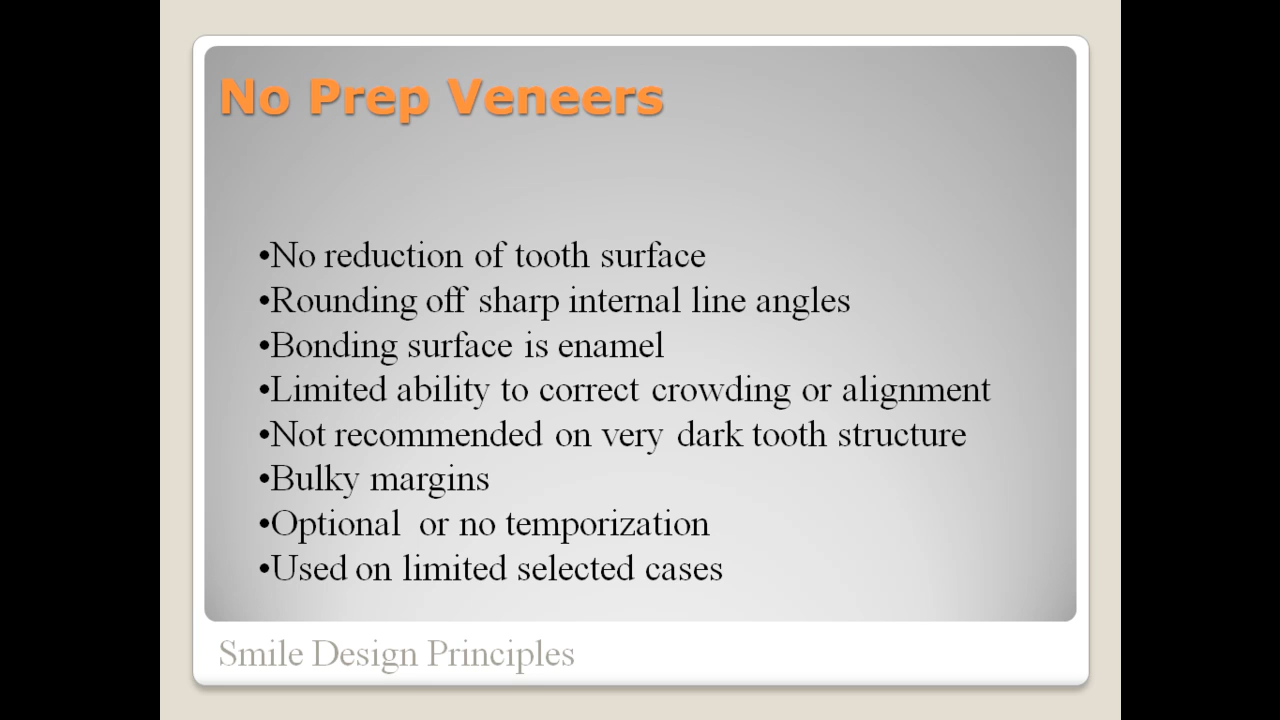 No Prep Veneers
•No reduction of tooth surface
•Rounding off sharp internal line angles
•Bonding surface is enamel
•Limited ability to correct crowding or alignment
•Not recommended on very dark tooth structure
•Bulky margins
•Optional or no temporization
•Used on limited selected cases
Smile Design Principles